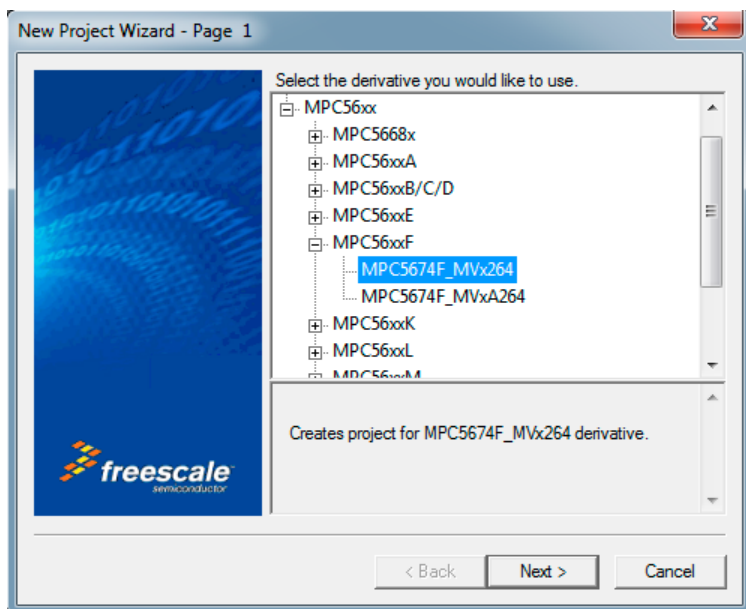 New Project Wizard - Page 1
Select the derivative you would like to use.
MPC56xx
MPC5668x
MPC56xxA
MPC56xxB/C/D
MPC56xxE
MPC56xxF
MPC5674F_MVx264
MPC5674F_MVxA264
MPC56xxK
MPC56xxL
MPC56xxM
Creates project for MPC5674F_MVx264 derivative.
freescale
semiconductor
< Back
Next >
Cancel